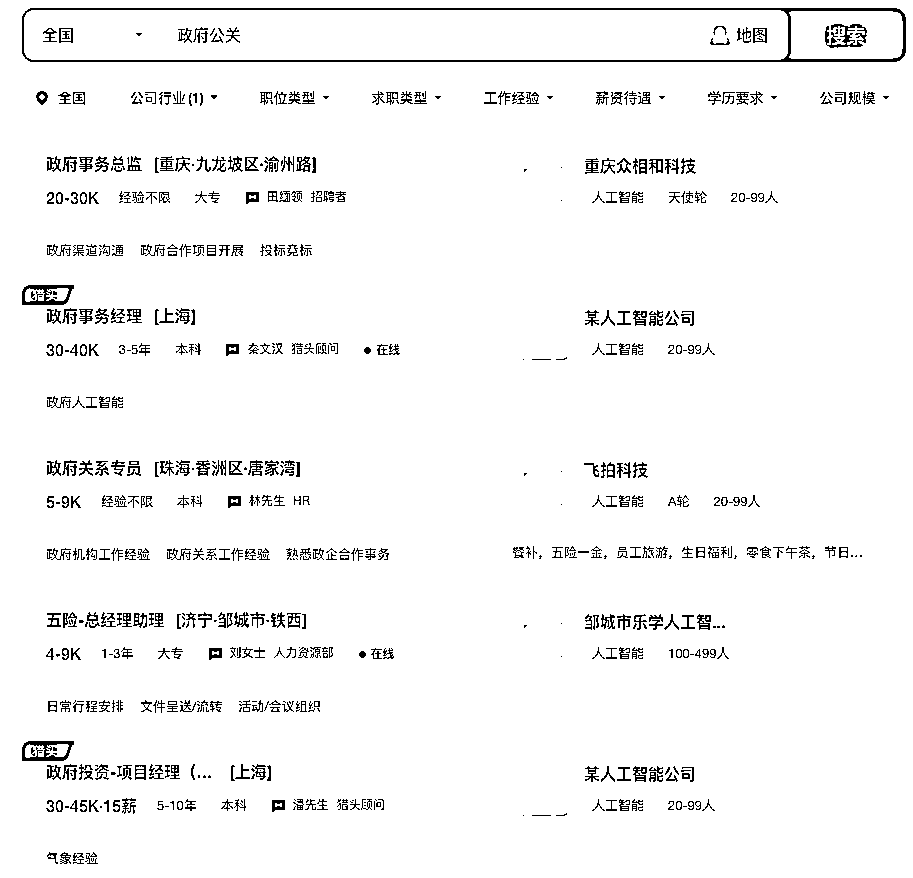 全国 政府公关 地图 搜索
全国 公司行业(1) 职位类型 求职类型 工作经验 薪资待遇 学历要求 公司规模
政府事务总监 [重庆·九龙坡区·渝州路] 重庆众相和科技
20-30K 经验不限 大专 田缅领 招聘者 人工智能 天使轮 20-99人
政府渠道沟通 政府合作项目开展 投标竞标
猎头
政府事务经理 [上海] 某人工智能公司
30-40K 3-5年 本科 秦文汉 猎头顾问 在线 人工智能 20-99人
政府人工智能
政府关系专员 [珠海·香洲区·唐家湾] 飞拍科技
5-9K 经验不限 本科 林先生 HR 人工智能 A轮 20-99人
政府机构工作经验 政府关系工作经验 熟悉政企合作事务 餐补，五险一金，员工旅游，生日福利，零食下午茶，节日...
五险-总经理助理 [济宁·邹城市·铁西] 邹城市乐学人工智...
4-9K 1-3年 大专 刘女士 人力资源部 在线 人工智能 100-499人
日常行程安排 文件呈送/流转 活动/会议组织
猎头
政府投资-项目经理（... [上海] 某人工智能公司
30-45K·15薪 5-10年 本科 潘先生 猎头顾问 人工智能 20-99人
气象经验